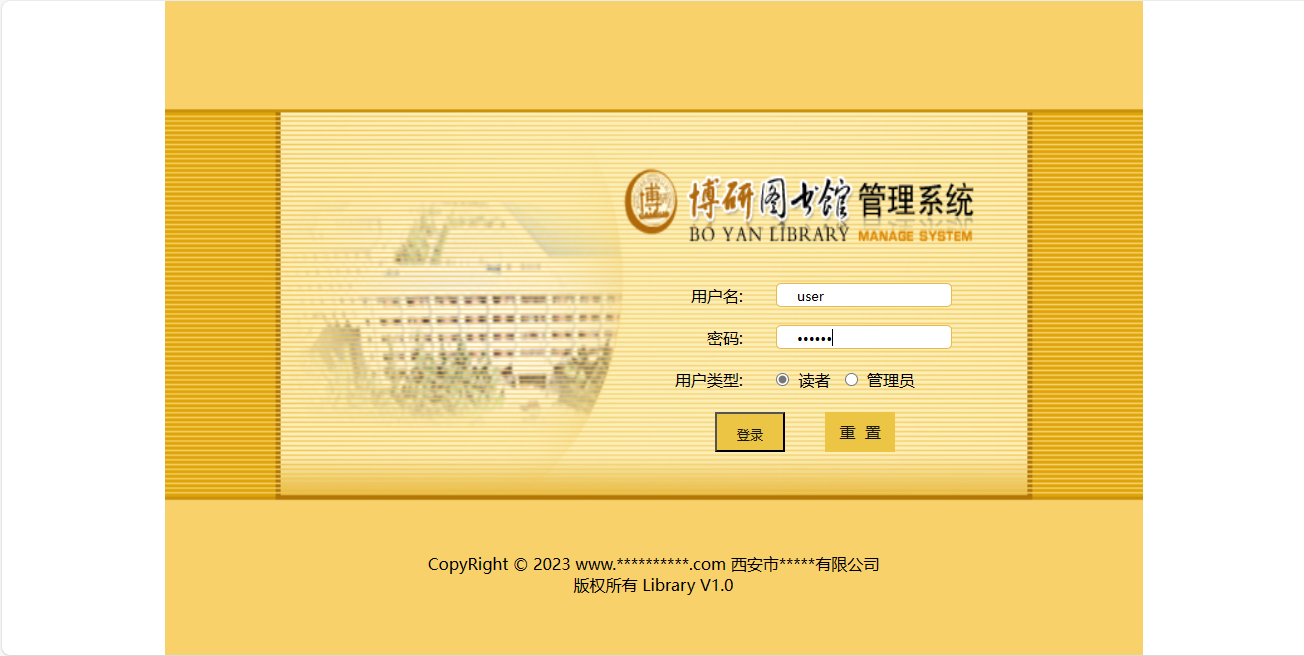 博
博研图书馆管理系统
BO YAN LIBRARY MANAGE SYSTEM
用户名: user
密码: ••••••
用户类型: 读者 管理员
登录 重 置
CopyRight © 2023 www.**********.com 西安市*****有限公司
版权所有 Library V1.0